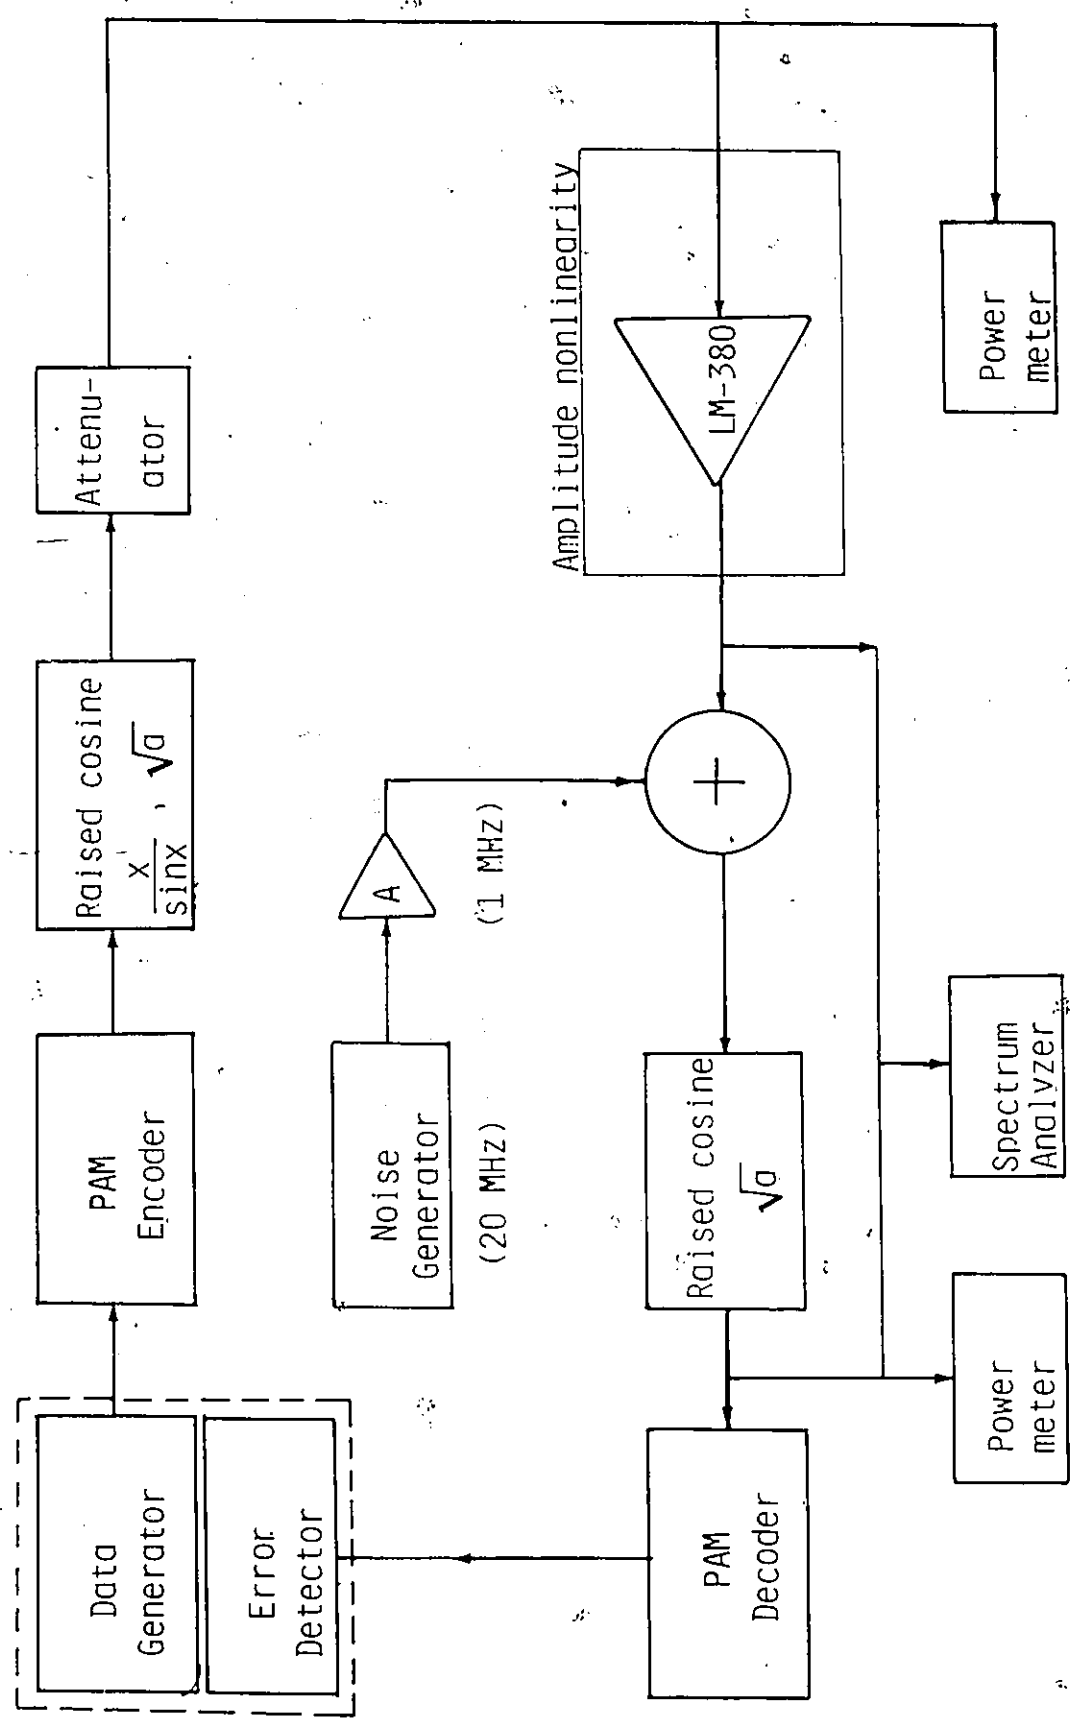 Data
Generator
Error
Detector
PAM
Encoder
Raised cosine
x/sinx , √a
Attenu-
ator
Noise
Generator
(20 MHz)
A
(1 MHz)
Amplitude nonlinearity
LM-380
+
Raised cosine
√a
PAM
Decoder
Power
meter
Spectrum
Analyzer
Power
meter